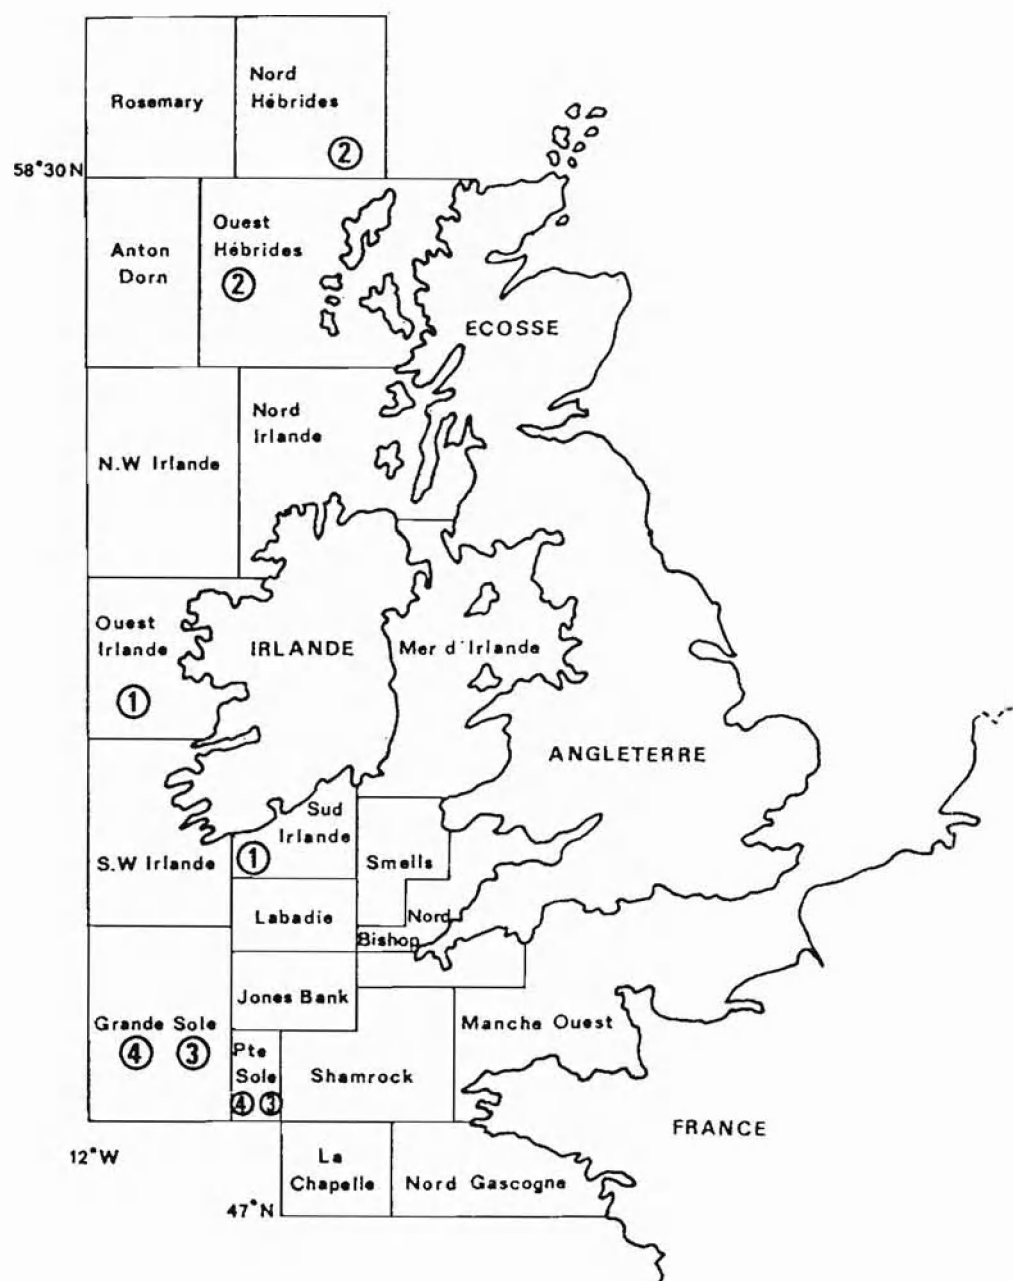 Rosemary
Nord
Hébrides
②
58°30N
Anton
Dorn
Ouest
Hébrides
②
ECOSSE
Nord
Irlande
N.W Irlande
Ouest
Irlande
①
IRLANDE
Mer d'Irlande
ANGLETERRE
Sud
Irlande
①
S.W Irlande
Smells
Labadie
Nord
Bishop
Jones Bank
Grande Sole
④ ③
Pte
Sole
④ ③
Shamrock
Manche Ouest
FRANCE
12°W
La
Chapelle
Nord Gascogne
47°N